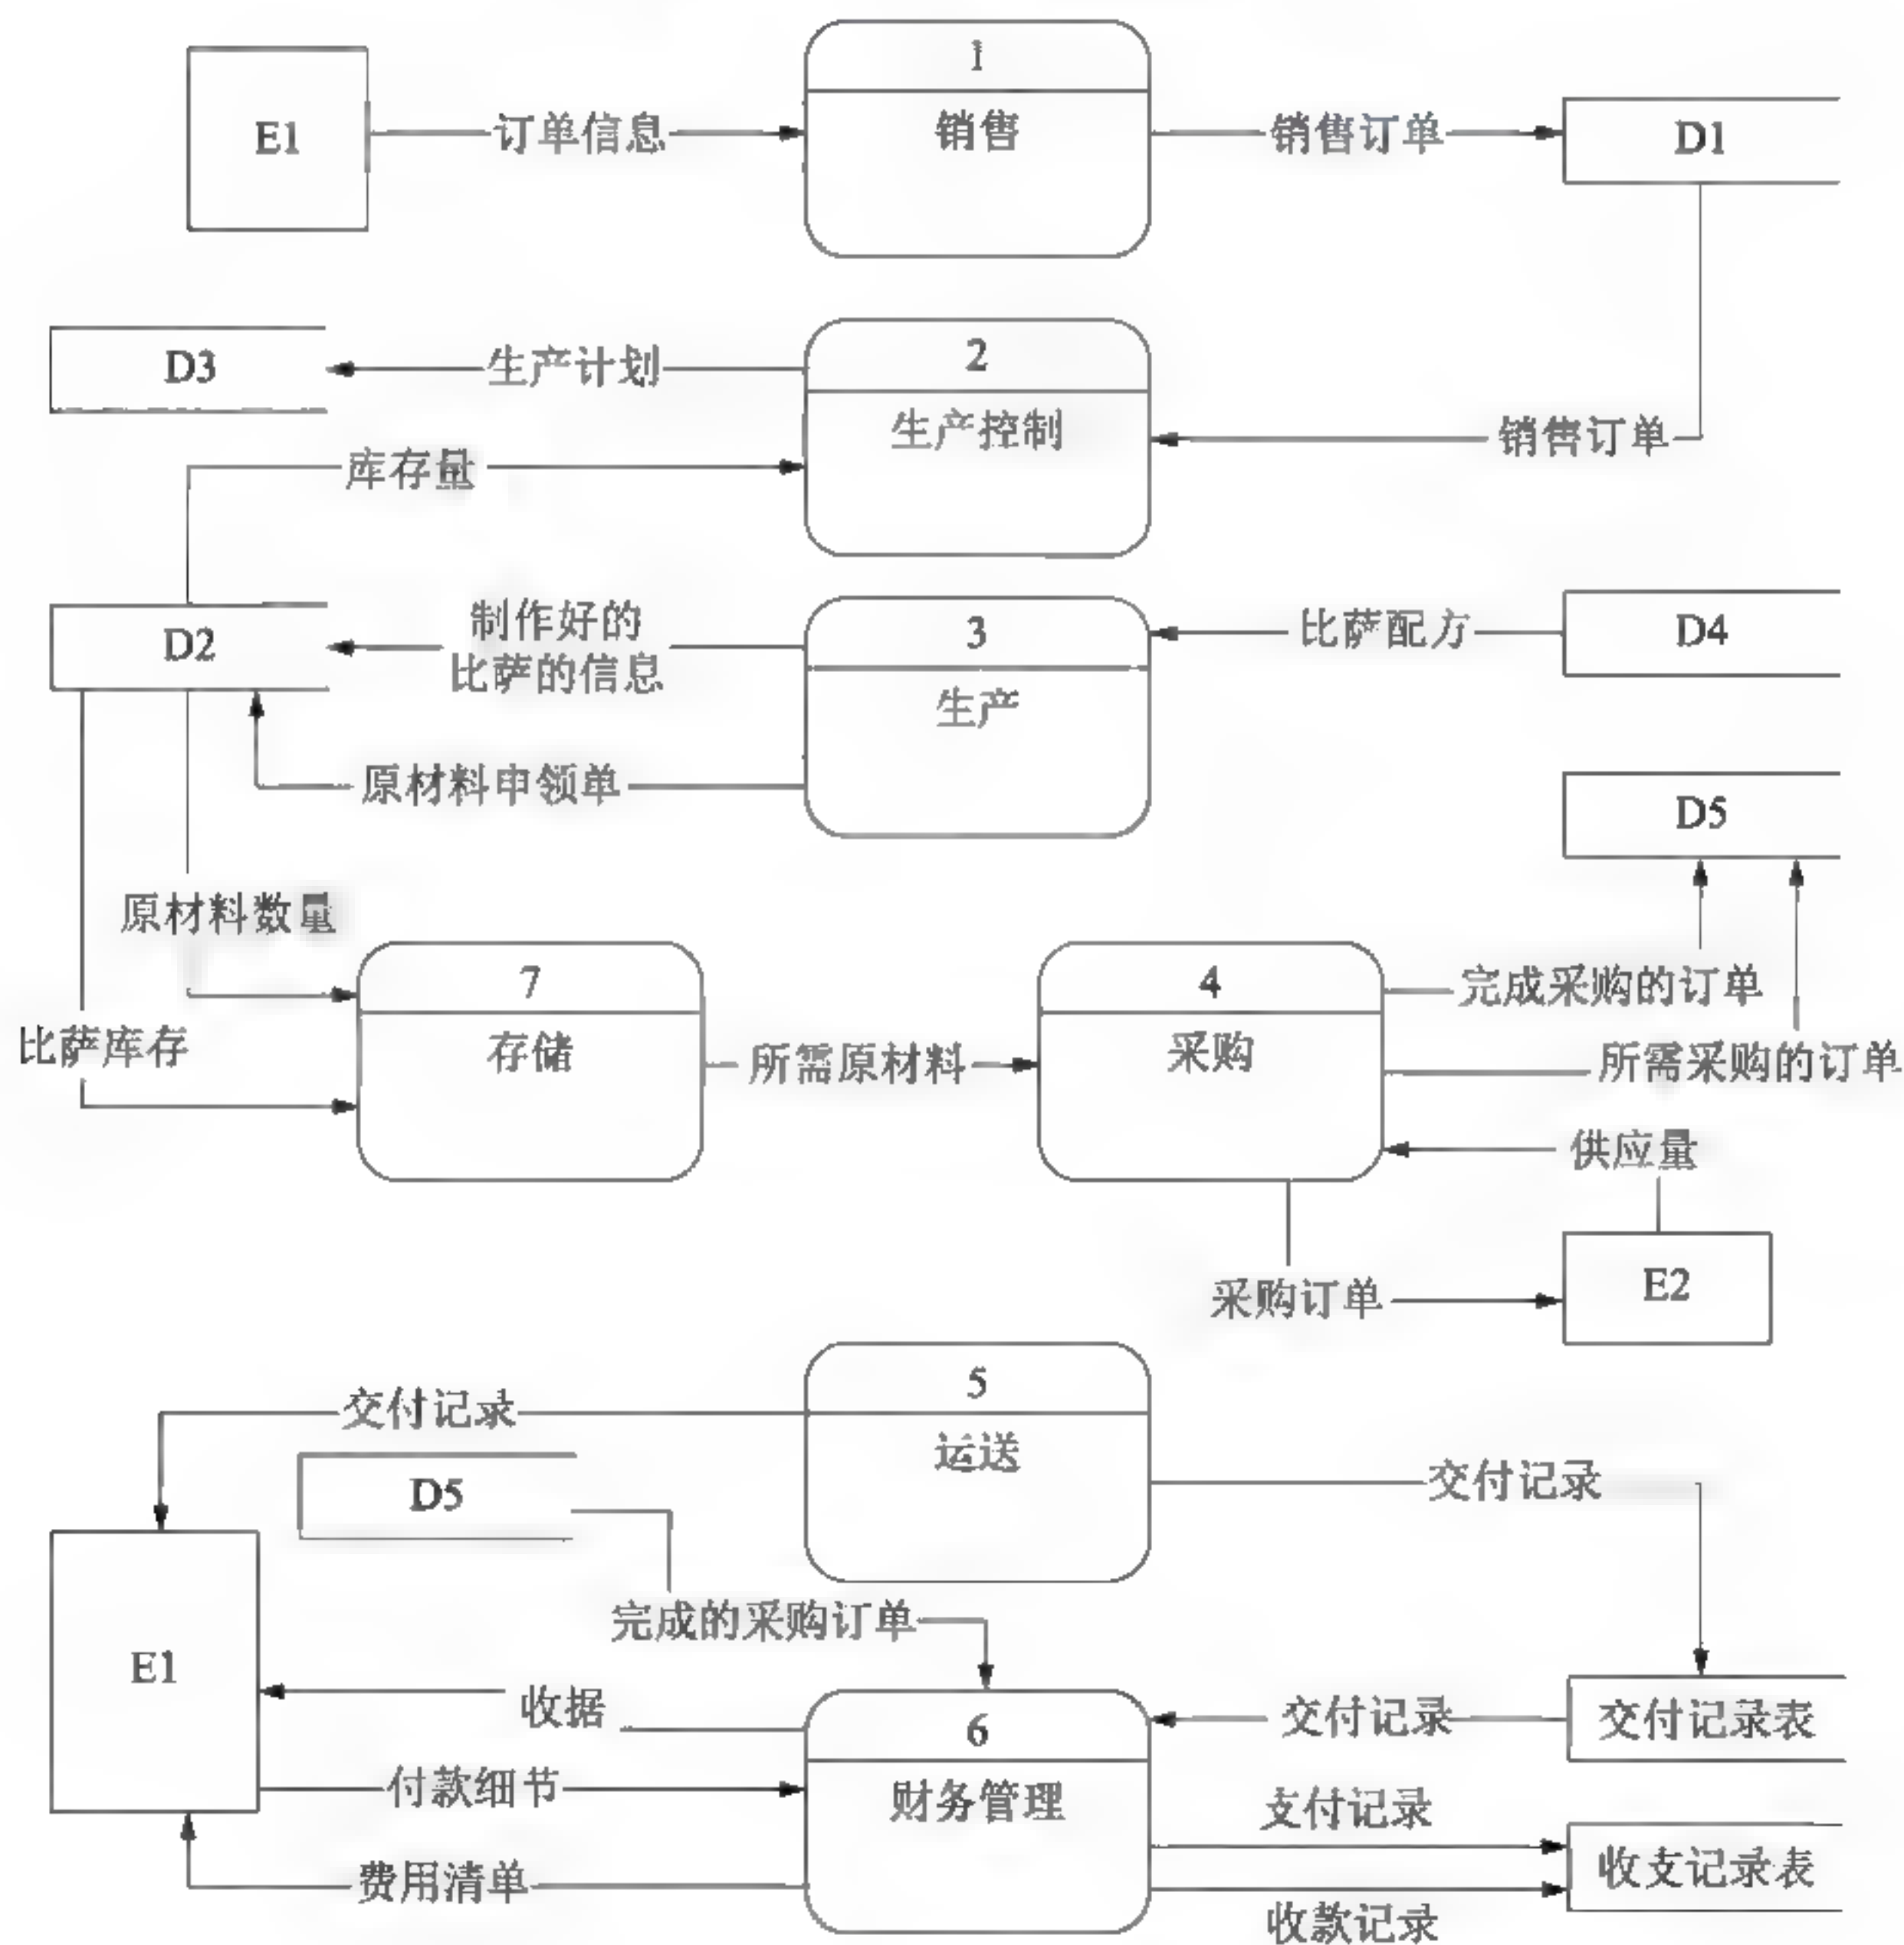 1
E1
订单信息
销售
销售订单
D1
2
D3
生产计划
生产控制
销售订单
库存量
3
制作好的
比萨的信息
D2
比萨配方
D4
生产
原材料申领单
D5
原材料数量
7
4
完成采购的订单
比萨库存
存储
所需原材料
采购
所需采购的订单
供应量
采购订单
E2
5
交付记录
运送
D5
交付记录
完成的采购订单
E1
收据
6
交付记录
交付记录表
付款细节
财务管理
支付记录
费用清单
收支记录表
收款记录